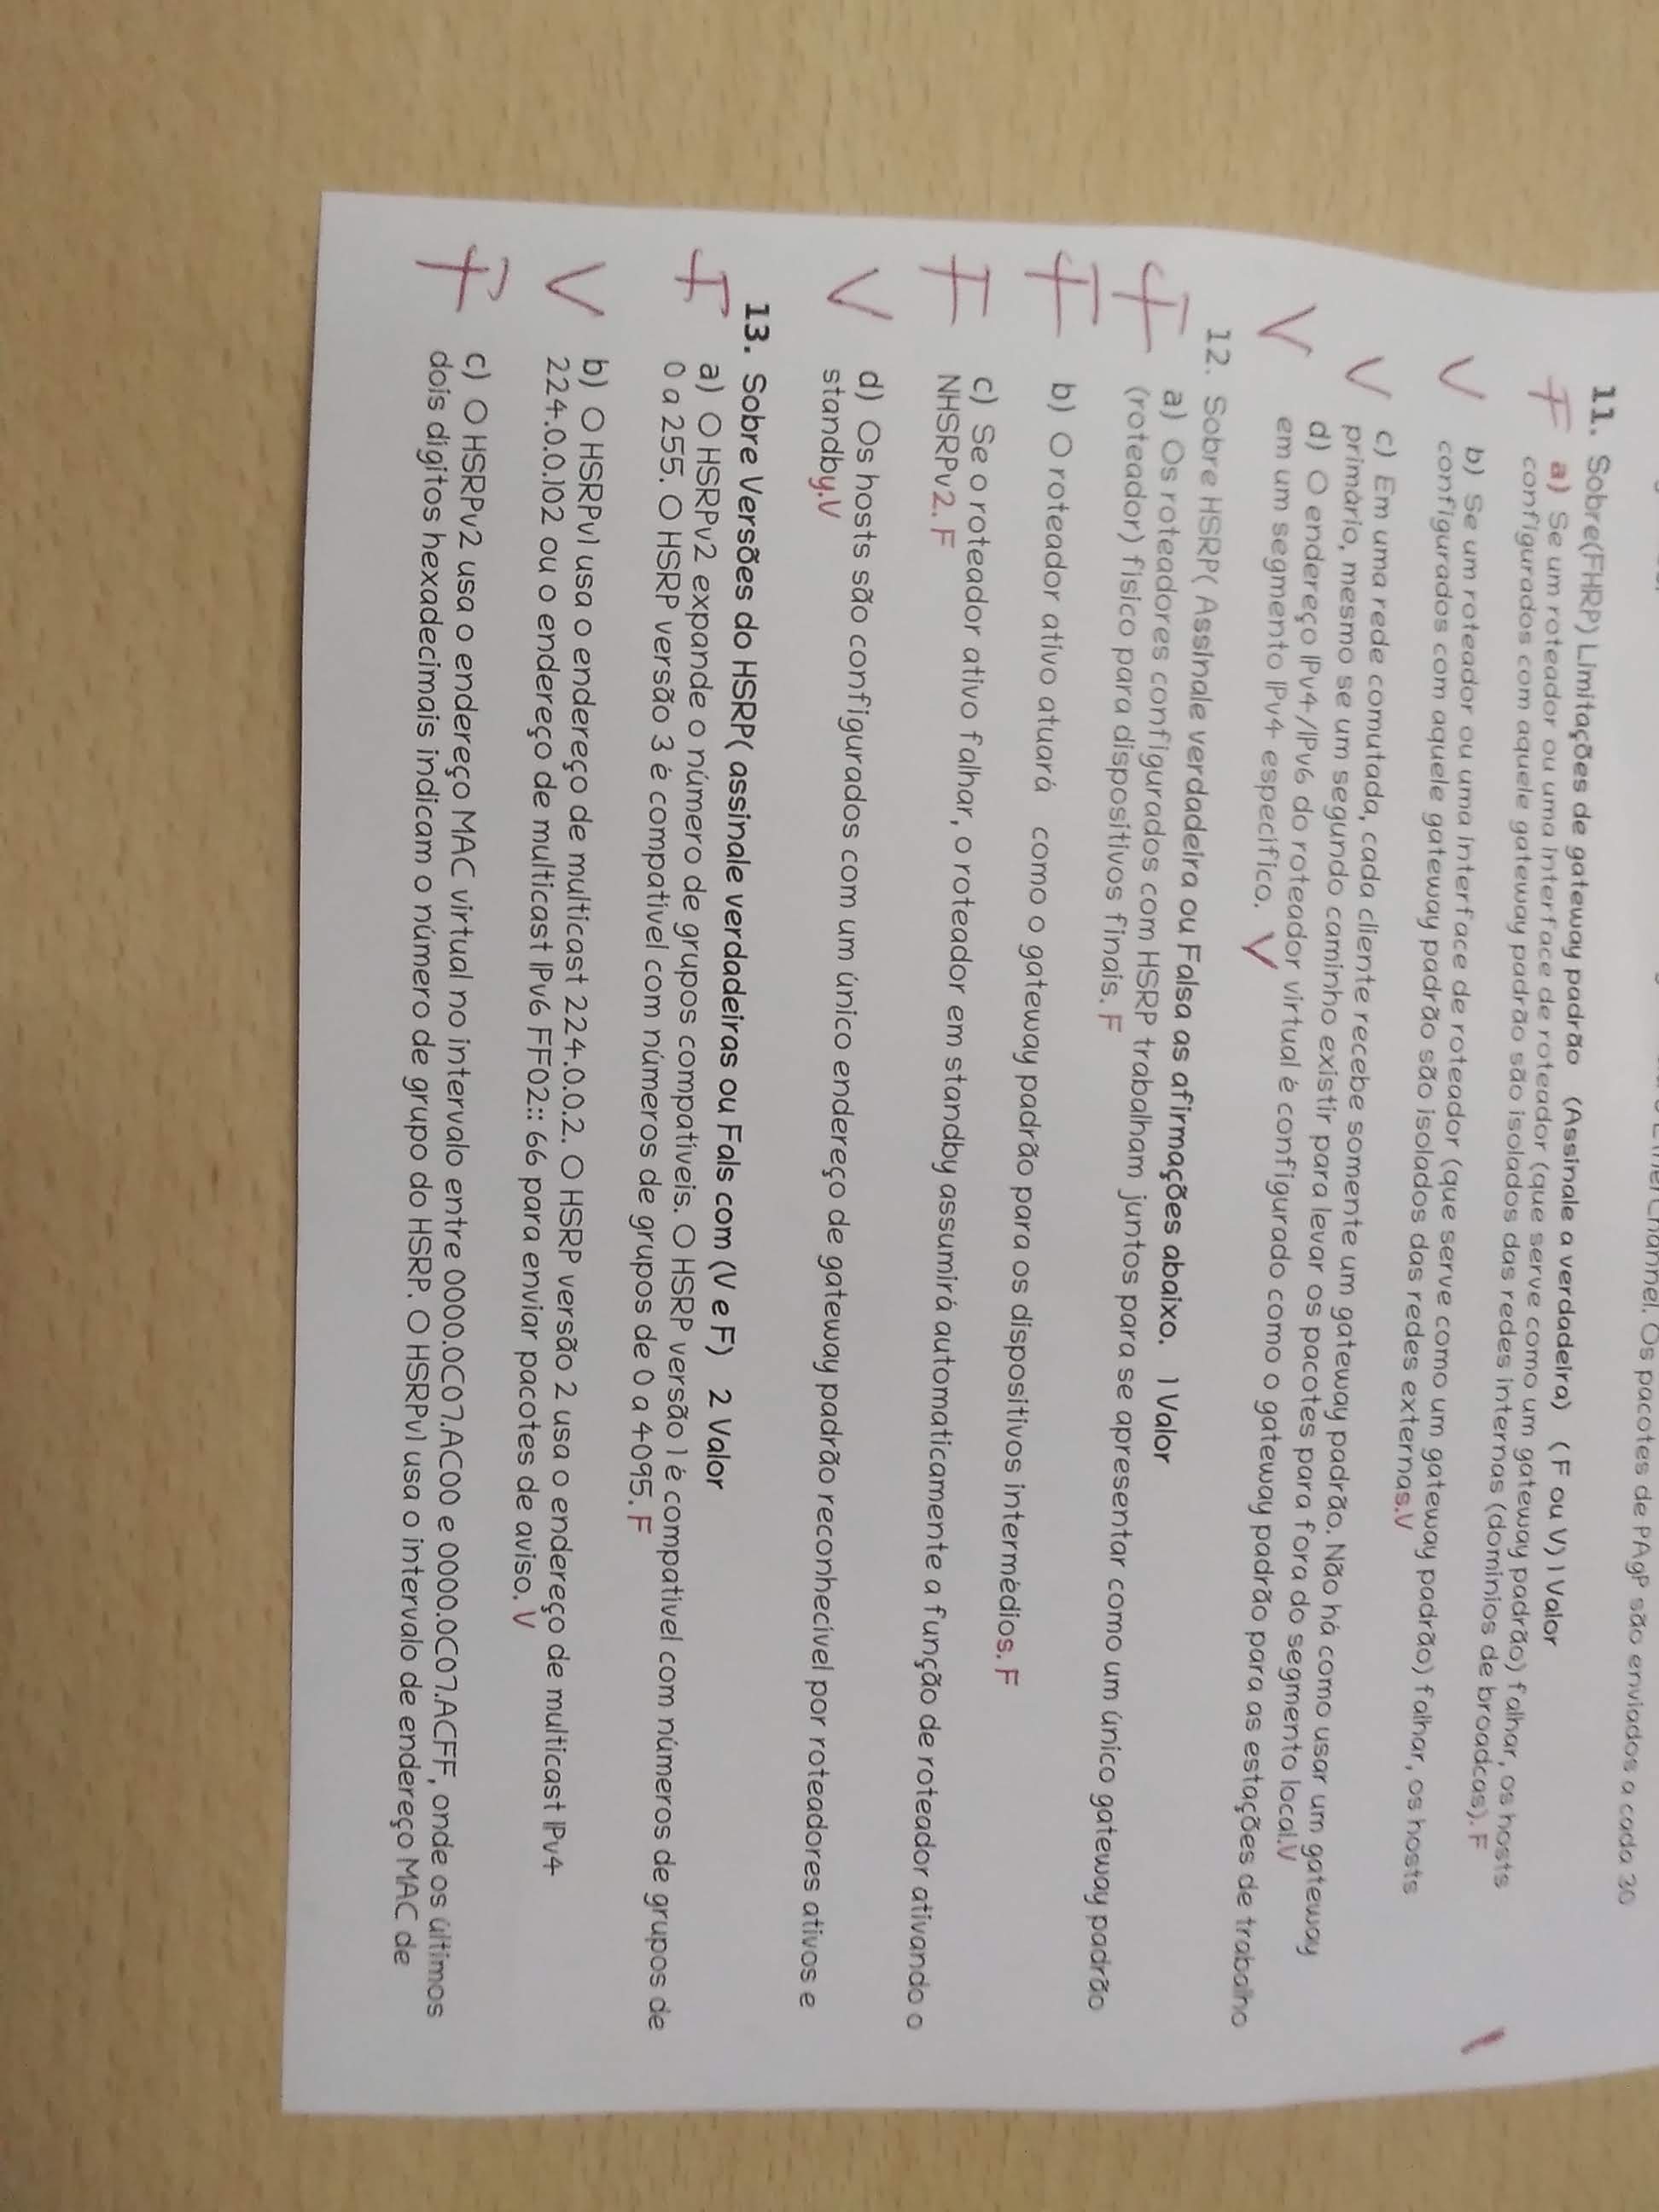 EtherChannel. Os pacotes de PAgP são enviados a cada 30
11. Sobre(FHRP) Limitações de gateway padrão (Assinale a verdadeira) ( F ou V) 1 Valor
F a) Se um roteador ou uma interface de roteador (que serve como um gateway padrão) falhar, os hosts
configurados com aquele gateway padrão são isolados das redes internas (domínios de broadcas). F
V b) Se um roteador ou uma interface de roteador (que serve como um gateway padrão) falhar, os hosts
configurados com aquele gateway padrão são isolados das redes externas.V
V c) Em uma rede comutada, cada cliente recebe somente um gateway padrão. Não há como usar um gateway
primário, mesmo se um segundo caminho existir para levar os pacotes para fora do segmento local.V
V d) O endereço IPv4/IPv6 do roteador virtual é configurado como o gateway padrão para as estações de trabalho
em um segmento IPv4 específico. V
12. Sobre HSRP( Assinale verdadeira ou Falsa as afirmações abaixo. 1 Valor
F a) Os roteadores configurados com HSRP trabalham juntos para se apresentar como um único gateway padrão
(roteador) físico para dispositivos finais. F
F b) O roteador ativo atuará como o gateway padrão para os dispositivos intermédios. F
F c) Se o roteador ativo falhar, o roteador em standby assumirá automaticamente a função de roteador ativando o
NHSRPv2. F
V d) Os hosts são configurados com um único endereço de gateway padrão reconhecível por roteadores ativos e
standby.V
13. Sobre Versões do HSRP( assinale verdadeiras ou Fals com (V e F) 2 Valor
F a) O HSRPv2 expande o número de grupos compatíveis. O HSRP versão 1 é compatível com números de grupos de
0 a 255. O HSRP versão 3 é compatível com números de grupos de 0 a 4095. F
V b) O HSRPv1 usa o endereço de multicast 224.0.0.2. O HSRP versão 2 usa o endereço de multicast IPv4
224.0.0.102 ou o endereço de multicast IPv6 FF02:: 66 para enviar pacotes de aviso. V
F c) O HSRPv2 usa o endereço MAC virtual no intervalo entre 0000.0C07.AC00 e 0000.0C07.ACFF, onde os últimos
dois digitos hexadecimais indicam o número de grupo do HSRP. O HSRPv1 usa o intervalo de endereço MAC de